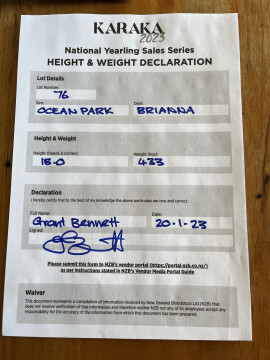 KARAKA
2023
National Yearling Sales Series
HEIGHT & WEIGHT DECLARATION
Lot Details
Lot Number:
76
Sire: Dam:
OCEAN PARK BRIANNA
Height & Weight
Height (hands & inches): Weight (kgs):
15.0 433
Declaration
I hereby certify that to the best of my knowledge the above particulars are true and correct.
Full Name: Date:
Grant Bennett 20-1-23
Signed:
Please submit this form to NZB's vendor portal (https://portal.nzb.co.nz/)
as per instructions stated in NZB's Vendor Media Portal Guide
Waiver
This document represents a compilation of information received by New Zealand Bloodstock Ltd (NZB) that
does not involve verification of that information and therefore neither NZB nor any of its employees accept any
responsibility for the accuracy of the information from which this document has been prepared.